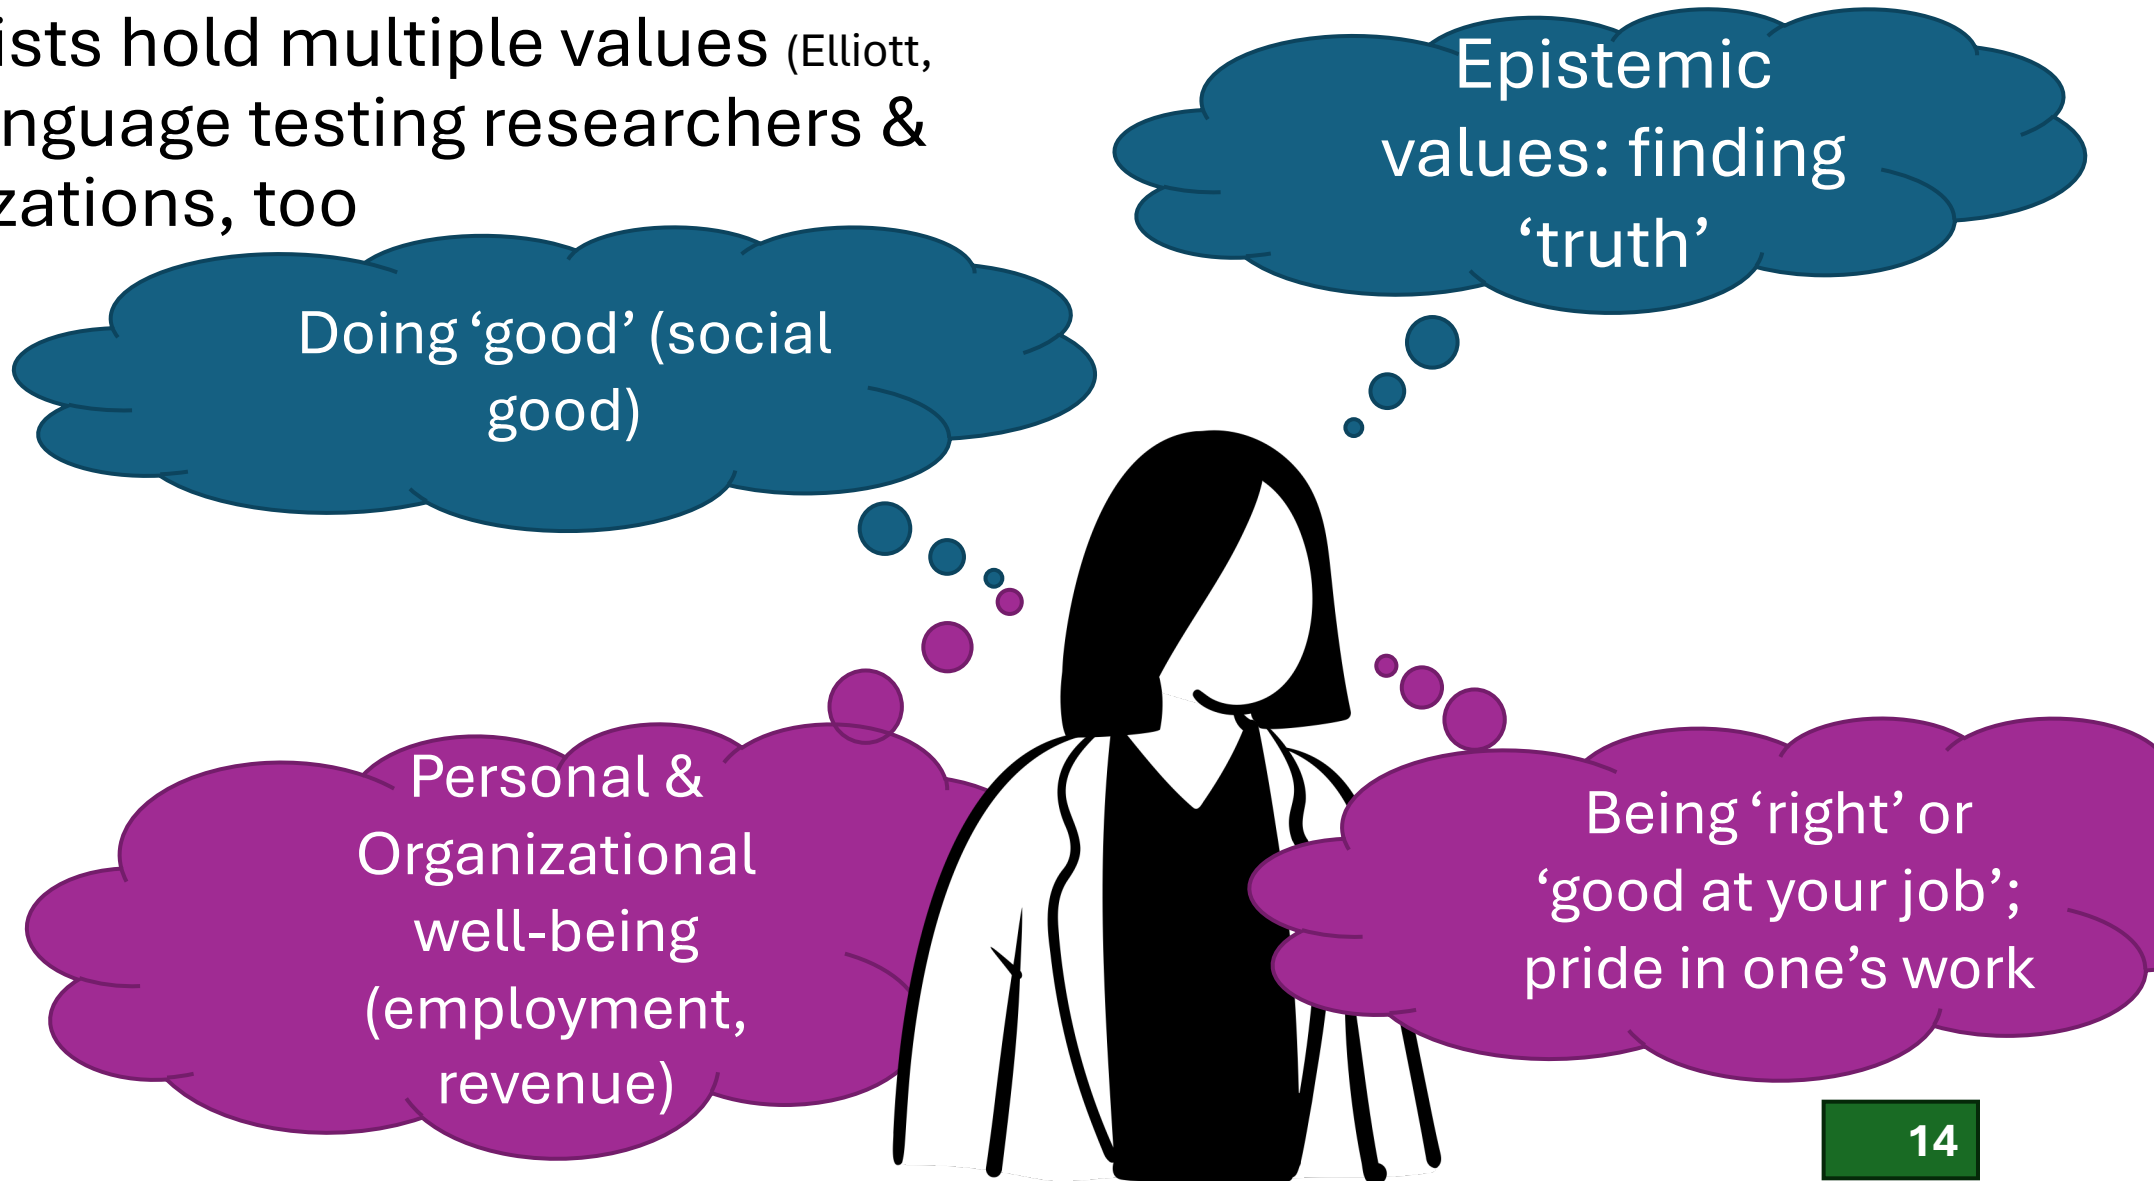 ists hold multiple values (Elliott,
nguage testing researchers &
zations, too
Epistemic
values: finding
‘truth’
Doing ‘good’ (social
good)
Personal &
Organizational
well-being
(employment,
revenue)
Being ‘right’ or
‘good at your job’;
pride in one’s work
14